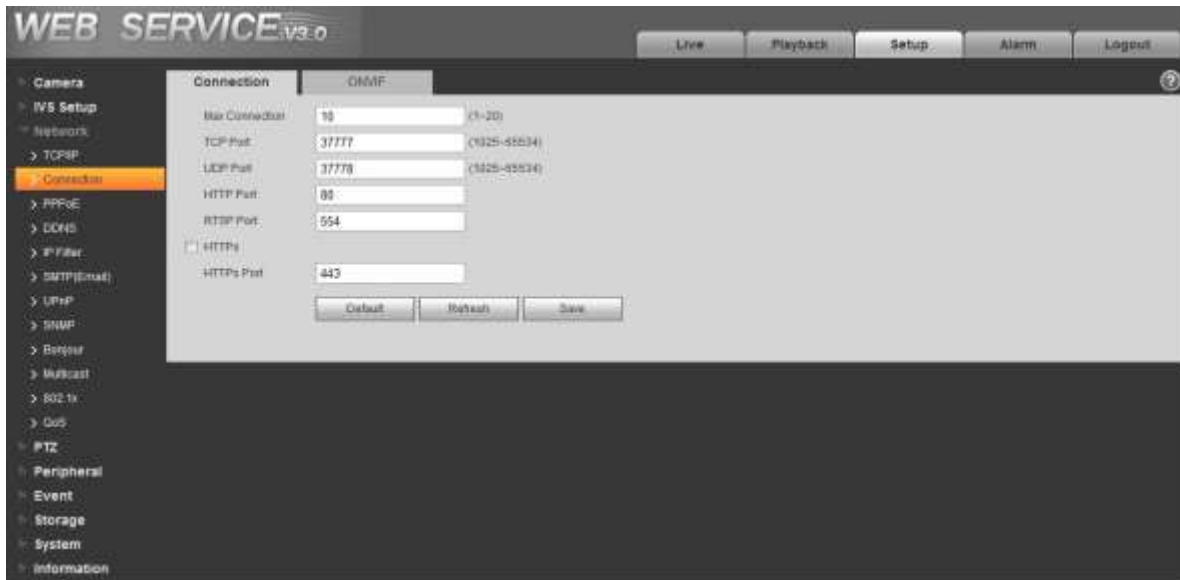 WEB SERVICE V3.0
Live
Playback
Setup
Alarm
Logout
Camera
IVS Setup
Network
> TCP/IP
> Connection
> PPPoE
> DDNS
> IP Filter
> SMTP(Email)
> UPnP
> SNMP
> Bonjour
> Multicast
> 802.1x
> QoS
PTZ
Peripheral
Event
Storage
System
Information
Connection
ONVIF
?
Max Connection 10 (1~20)
TCP Port 37777 (1025~65534)
UDP Port 37778 (1025~65534)
HTTP Port 80
RTSP Port 554
HTTPs
HTTPs Port 443
Default
Refresh
Save